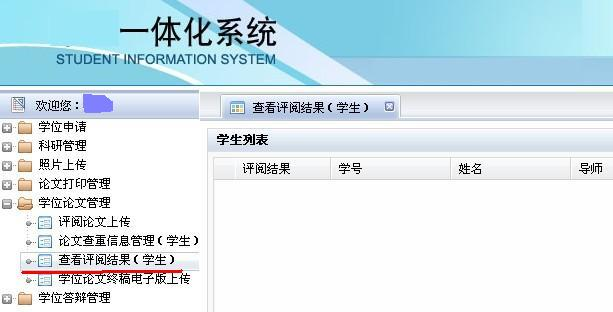 一体化系统
STUDENT INFORMATION SYSTEM
欢迎您：
学位申请
科研管理
照片上传
论文打印管理
学位论文管理
评阅论文上传
论文查重信息管理（学生）
查看评阅结果（学生）
学位论文终稿电子版上传
学位答辩管理
查看评阅结果（学生）
学生列表
评阅结果 学号 姓名 导师